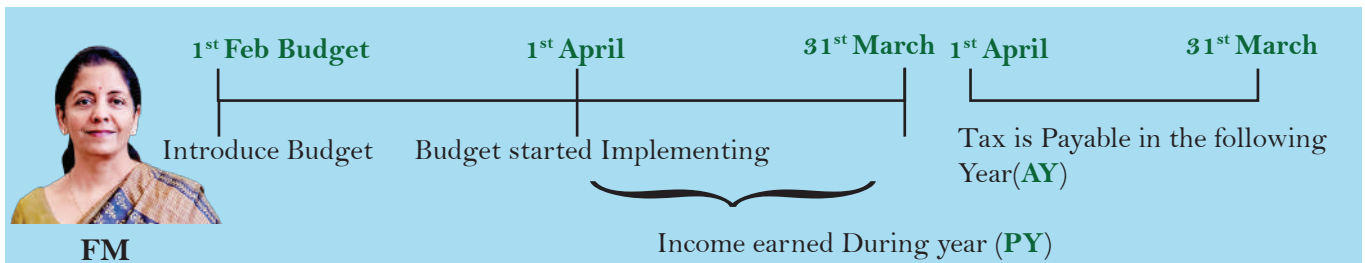 1st Feb Budget
1st April
31st March
1st April
31st March
Introduce Budget
Budget started Implementing
Tax is Payable in the following
Year(AY)
FM
Income earned During year (PY)